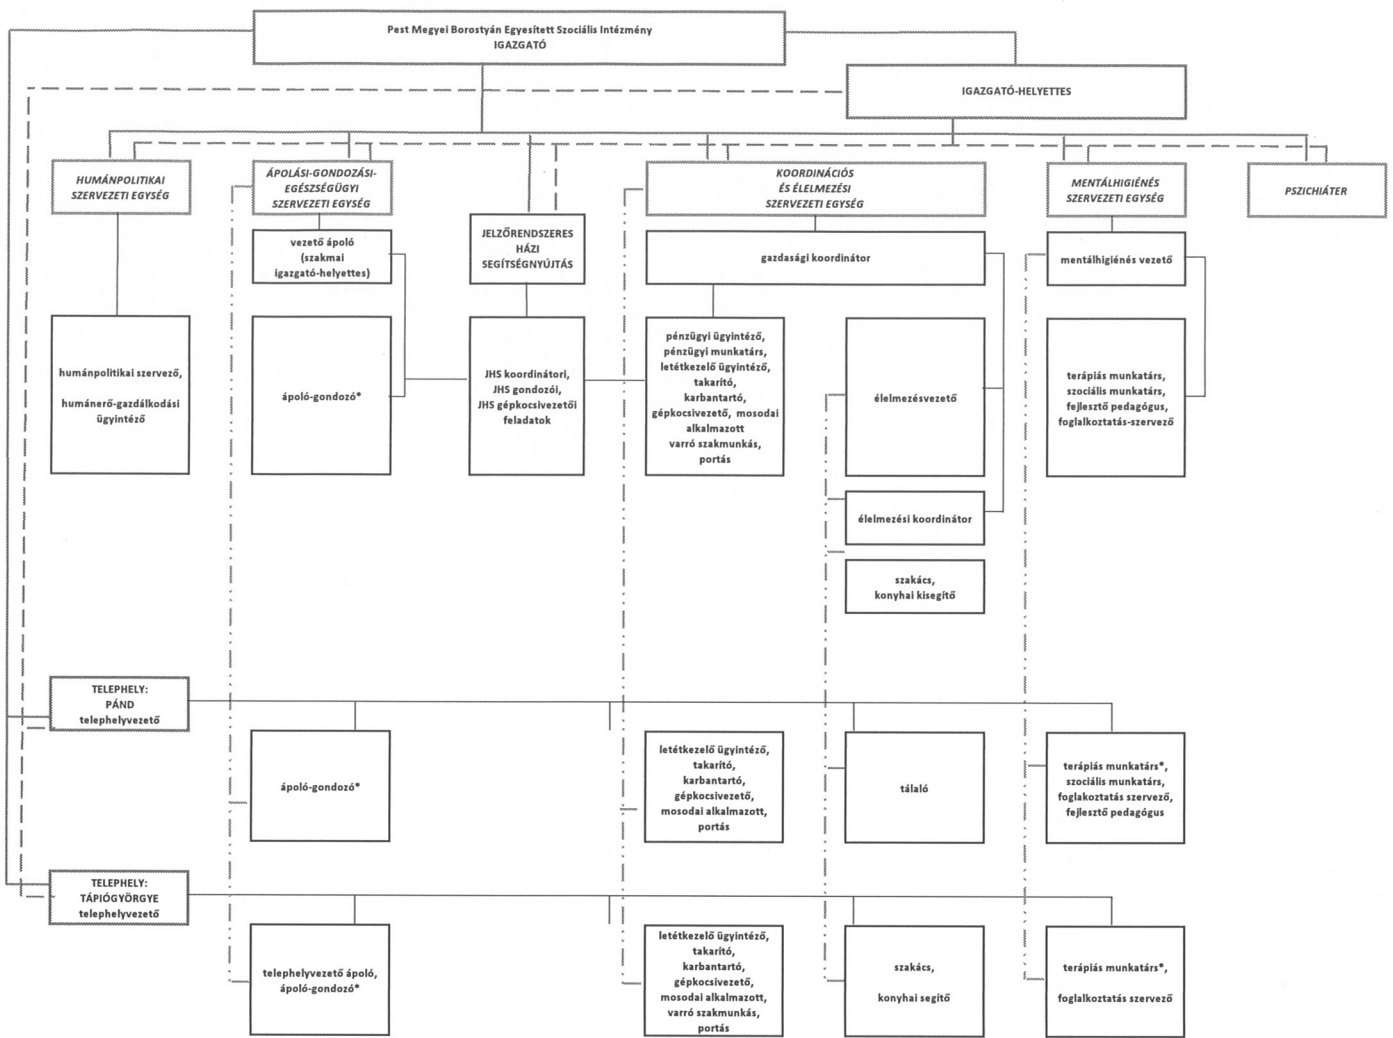 Pest Megyei Borostyán Egyesített Szociális Intézmény
IGAZGATÓ
IGAZGATÓ-HELYETTES
HUMÁNPOLITIKAI
SZERVEZETI EGYSÉG
ÁPOLÁSI-GONDOZÁSI-
EGÉSZSÉGÜGYI
SZERVEZETI EGYSÉG
JELZŐRENDSZERES
HÁZI
SEGÍTSÉGNYÚJTÁS
KOORDINÁCIÓS
ÉS ÉLELMEZÉSI
SZERVEZETI EGYSÉG
MENTÁLHIGIÉNÉS
SZERVEZETI EGYSÉG
PSZICHIÁTER
vezető ápoló
(szakmai
igazgató-helyettes)
gazdasági koordinátor
mentálhigiénés vezető
humánpolitikai szervező,
humánerő-gazdálkodási
ügyintéző
ápoló-gondozó*
JHS koordinátori,
JHS gondozói,
JHS gépkocsivezetői
feladatok
pénzügyi ügyintéző,
pénzügyi munkatárs,
letétkezelő ügyintéző,
takarító,
karbantartó,
gépkocsivezető, mosodai
alkalmazott
varró szakmunkás,
portás
élelmezésvezető
terápiás munkatárs,
szociális munkatárs,
fejlesztő pedagógus,
foglalkoztatás-szervező
élelmezési koordinátor
szakács,
konyhai kisegítő
TELEPHELY:
PÁND
telephelyvezető
ápoló-gondozó*
letétkezelő ügyintéző,
takarító,
karbantartó,
gépkocsivezető,
mosodai alkalmazott,
portás
tálaló
terápiás munkatárs*,
szociális munkatárs,
foglakoztatás szervező,
fejlesztő pedagógus
TELEPHELY:
TÁPIÓGYÖRGYE
telephelyvezető
telephelyvezető ápoló,
ápoló-gondozó*
letétkezelő ügyintéző,
takarító,
karbantartó,
gépkocsivezető,
mosodai alkalmazott,
varró szakmunkás,
portás
szakács,
konyhai segítő
terápiás munkatárs*,
foglalkoztatás szervező